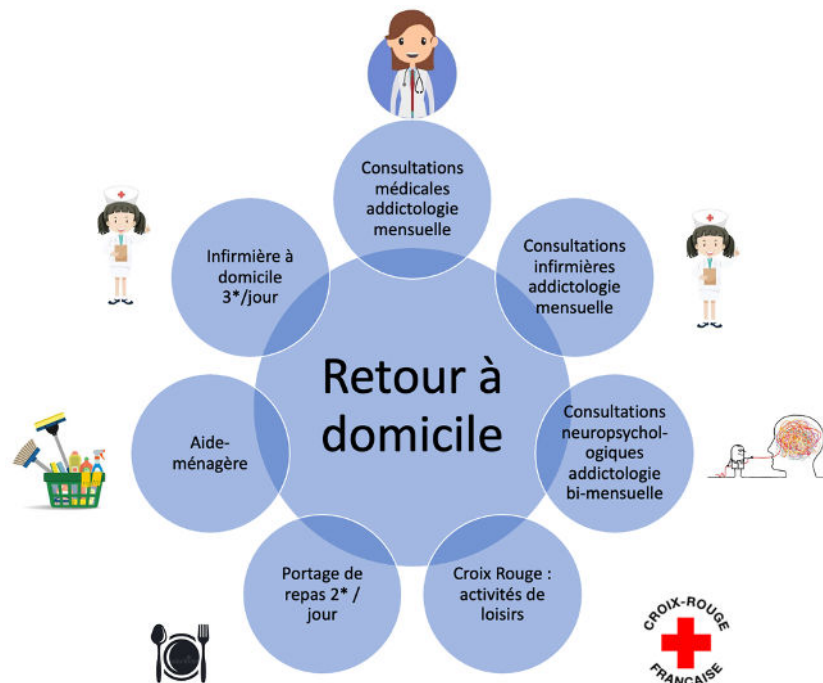 Consultations
médicales
addictologie
mensuelle
Consultations
infirmières
addictologie
mensuelle
Consultations
neuropsychol-
ogiques
addictologie
bi-mensuelle
Croix Rouge :
activités de
loisirs
Portage de
repas 2* /
jour
Aide-
ménagère
Infirmière à
domicile
3*/jour
Retour à
domicile
CROIX-ROUGE
FRANÇAISE